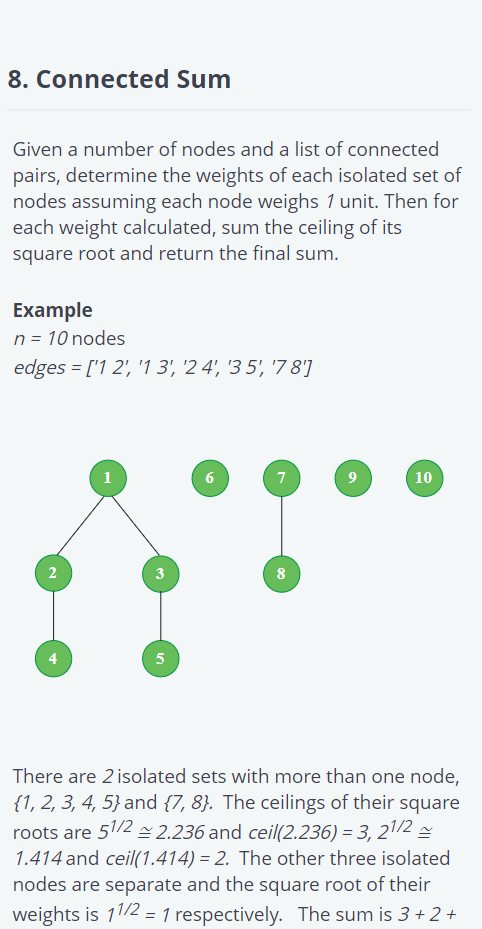 8. Connected Sum
Given a number of nodes and a list of connected
pairs, determine the weights of each isolated set of
nodes assuming each node weighs 1 unit. Then for
each weight calculated, sum the ceiling of its
square root and return the final sum.
Example
n = 10 nodes
edges = ['1 2', '1 3', '2 4', '3 5', '7 8']
1 6 7 9 10
2 3 8
4 5
There are 2 isolated sets with more than one node,
{1, 2, 3, 4, 5} and {7, 8}. The ceilings of their square
roots are 5^1/2 ≅ 2.236 and ceil(2.236) = 3, 2^1/2 ≅
1.414 and ceil(1.414) = 2. The other three isolated
nodes are separate and the square root of their
weights is 1^1/2 = 1 respectively. The sum is 3 + 2 +